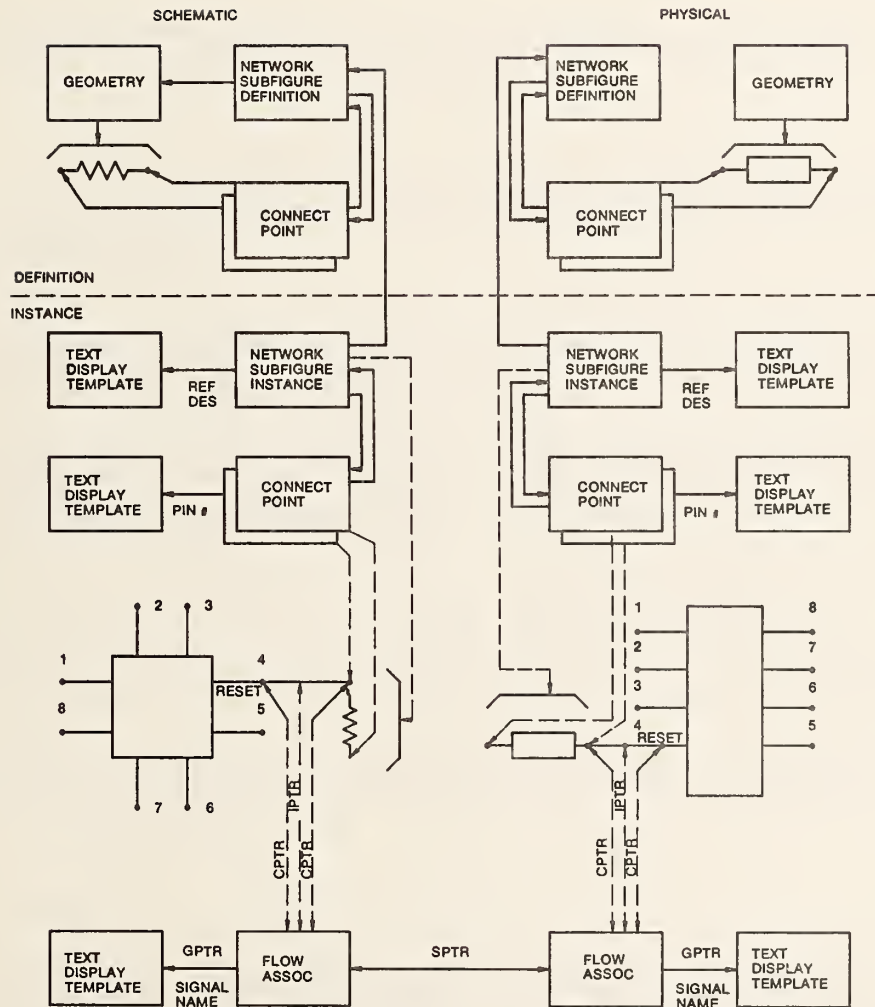 SCHEMATIC
PHYSICAL
GEOMETRY
NETWORK
SUBFIGURE
DEFINITION
NETWORK
SUBFIGURE
DEFINITION
GEOMETRY
CONNECT
POINT
CONNECT
POINT
DEFINITION
INSTANCE
TEXT
DISPLAY
TEMPLATE
REF
DES
NETWORK
SUBFIGURE
INSTANCE
NETWORK
SUBFIGURE
INSTANCE
REF
DES
TEXT
DISPLAY
TEMPLATE
TEXT
DISPLAY
TEMPLATE
PIN #
CONNECT
POINT
CONNECT
POINT
PIN #
TEXT
DISPLAY
TEMPLATE
2 3
1 4
RESET
8 5
7 6
1 8
2 7
3 6
4 5
RESET
CPTR
IPTR
CPTR
CPTR
IPTR
CPTR
TEXT
DISPLAY
TEMPLATE
GPTR
SIGNAL
NAME
FLOW
ASSOC
SPTR
FLOW
ASSOC
GPTR
SIGNAL
NAME
TEXT
DISPLAY
TEMPLATE